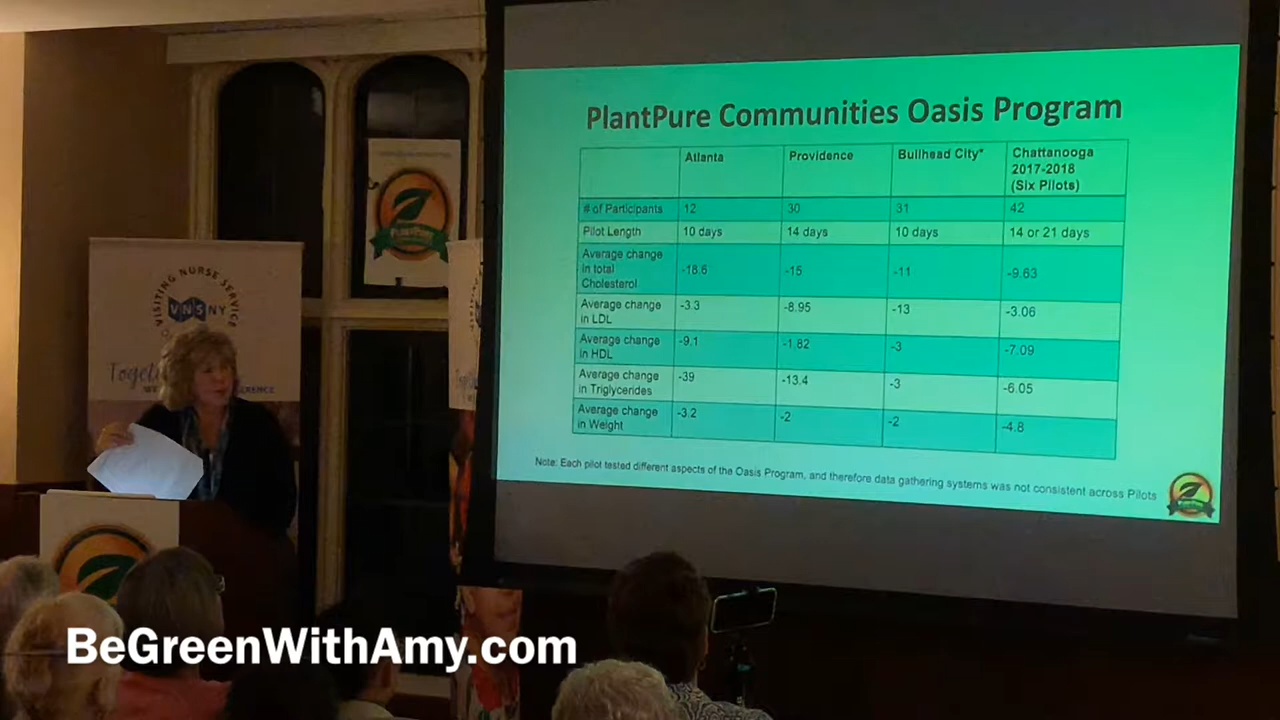 PlantPure Communities Oasis Program
Atlanta Providence Bullhead City* Chattanooga
2017-2018
(Six Pilots)
# of Participants 12 30 31 42
Pilot Length 10 days 14 days 10 days 14 or 21 days
Average change
in total
Cholesterol
-18.6 -15 -11 -9.63
Average change
in LDL
-3.3 -8.95 -13 -3.06
Average change
in HDL
-9.1 -1.82 -3 -7.09
Average change
in Triglycerides
-39 -13.4 -3 -6.05
Average change
in Weight
-3.2 -2 -2 -4.8
Note: Each pilot tested different aspects of the Oasis Program, and therefore data gathering systems was not consistent across Pilots
VISITING NURSE SERVICE
VNSNY
PLANTPURE
BeGreenWithAmy.com